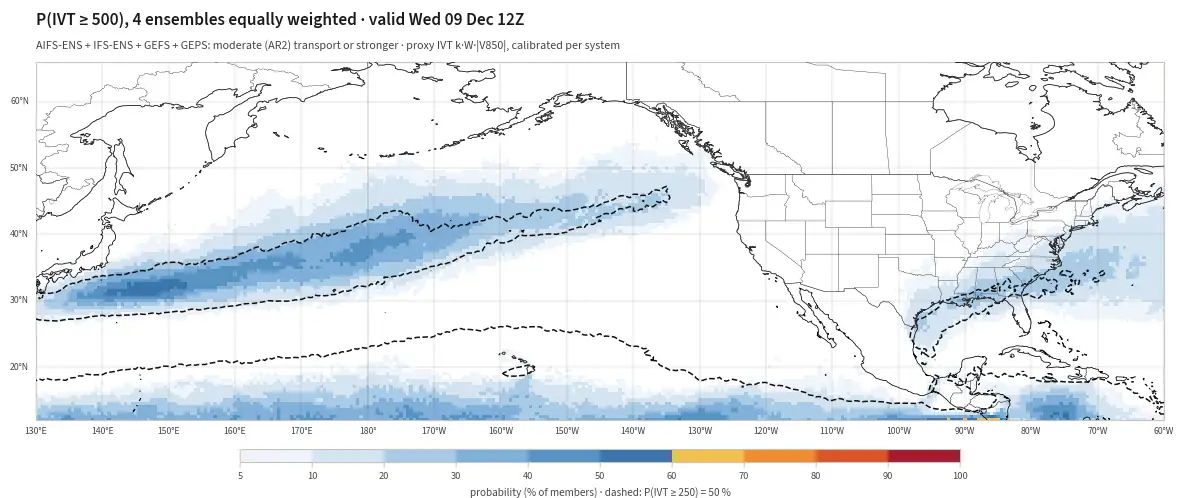 P(IVT ≥ 500), 4 ensembles equally weighted · valid Wed 09 Dec 12Z
AIFS-ENS + IFS-ENS + GEFS + GEPS: moderate (AR2) transport or stronger · proxy IVT k·W·|V850|, calibrated per system
60°N
50°N
40°N
30°N
20°N
130°E 140°E 150°E 160°E 170°E 180° 170°W 160°W 150°W 140°W 130°W 120°W 110°W 100°W 90°W 80°W 70°W 60°W
5 10 20 30 40 50 60 70 80 90 100
probability (% of members) · dashed: P(IVT ≥ 250) = 50 %